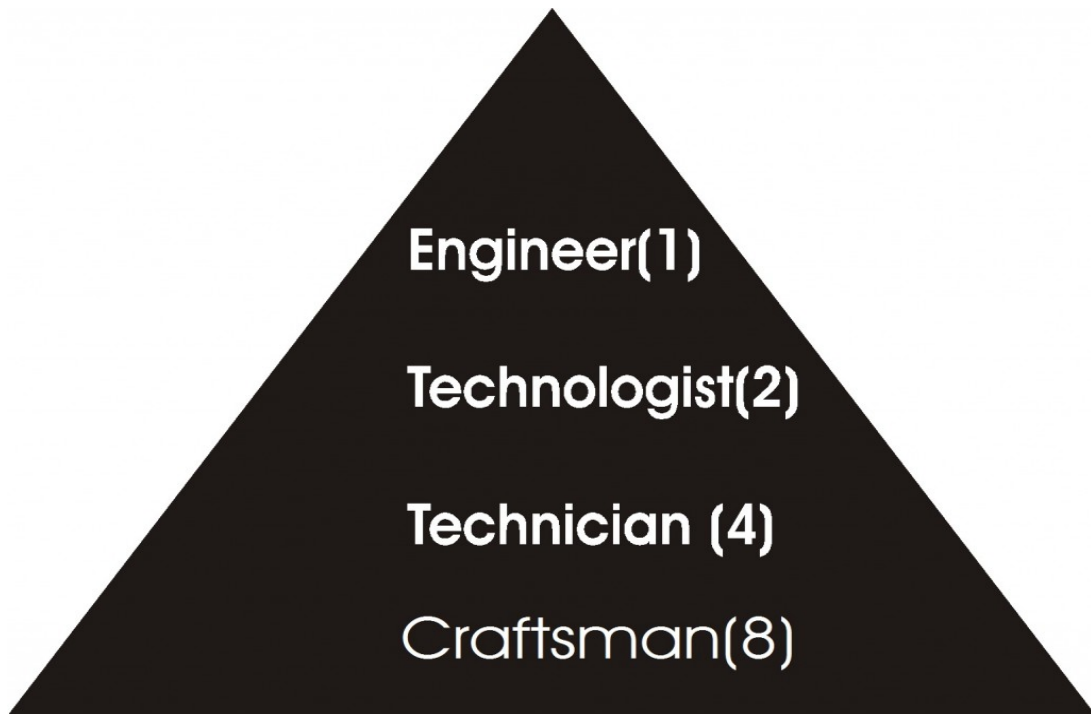 Engineer(1)
Technologist(2)
Technician (4)
Craftsman(8)